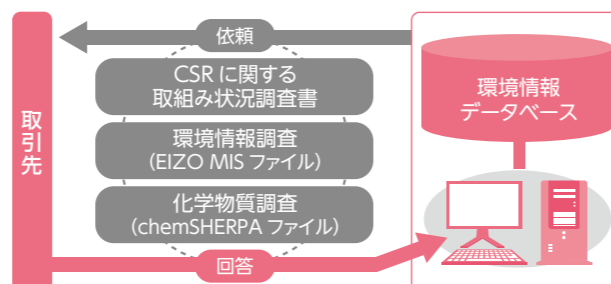 依頼
CSRに関する
取組み状況調査書
環境情報調査
(EIZO MIS ファイル)
化学物質調査
(chemSHERPA ファイル)
回答
取引先
環境情報
データベース